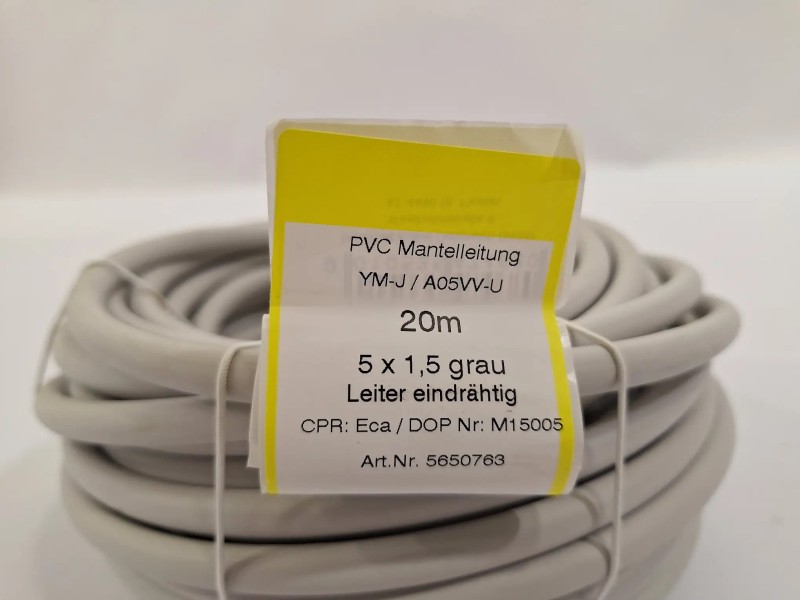 PVC Mantelleitung
YM-J / A05VV-U
20m
5 x 1,5 grau
Leiter eindrähtig
CPR: Eca / DOP Nr: M15005
Art.Nr. 5650763